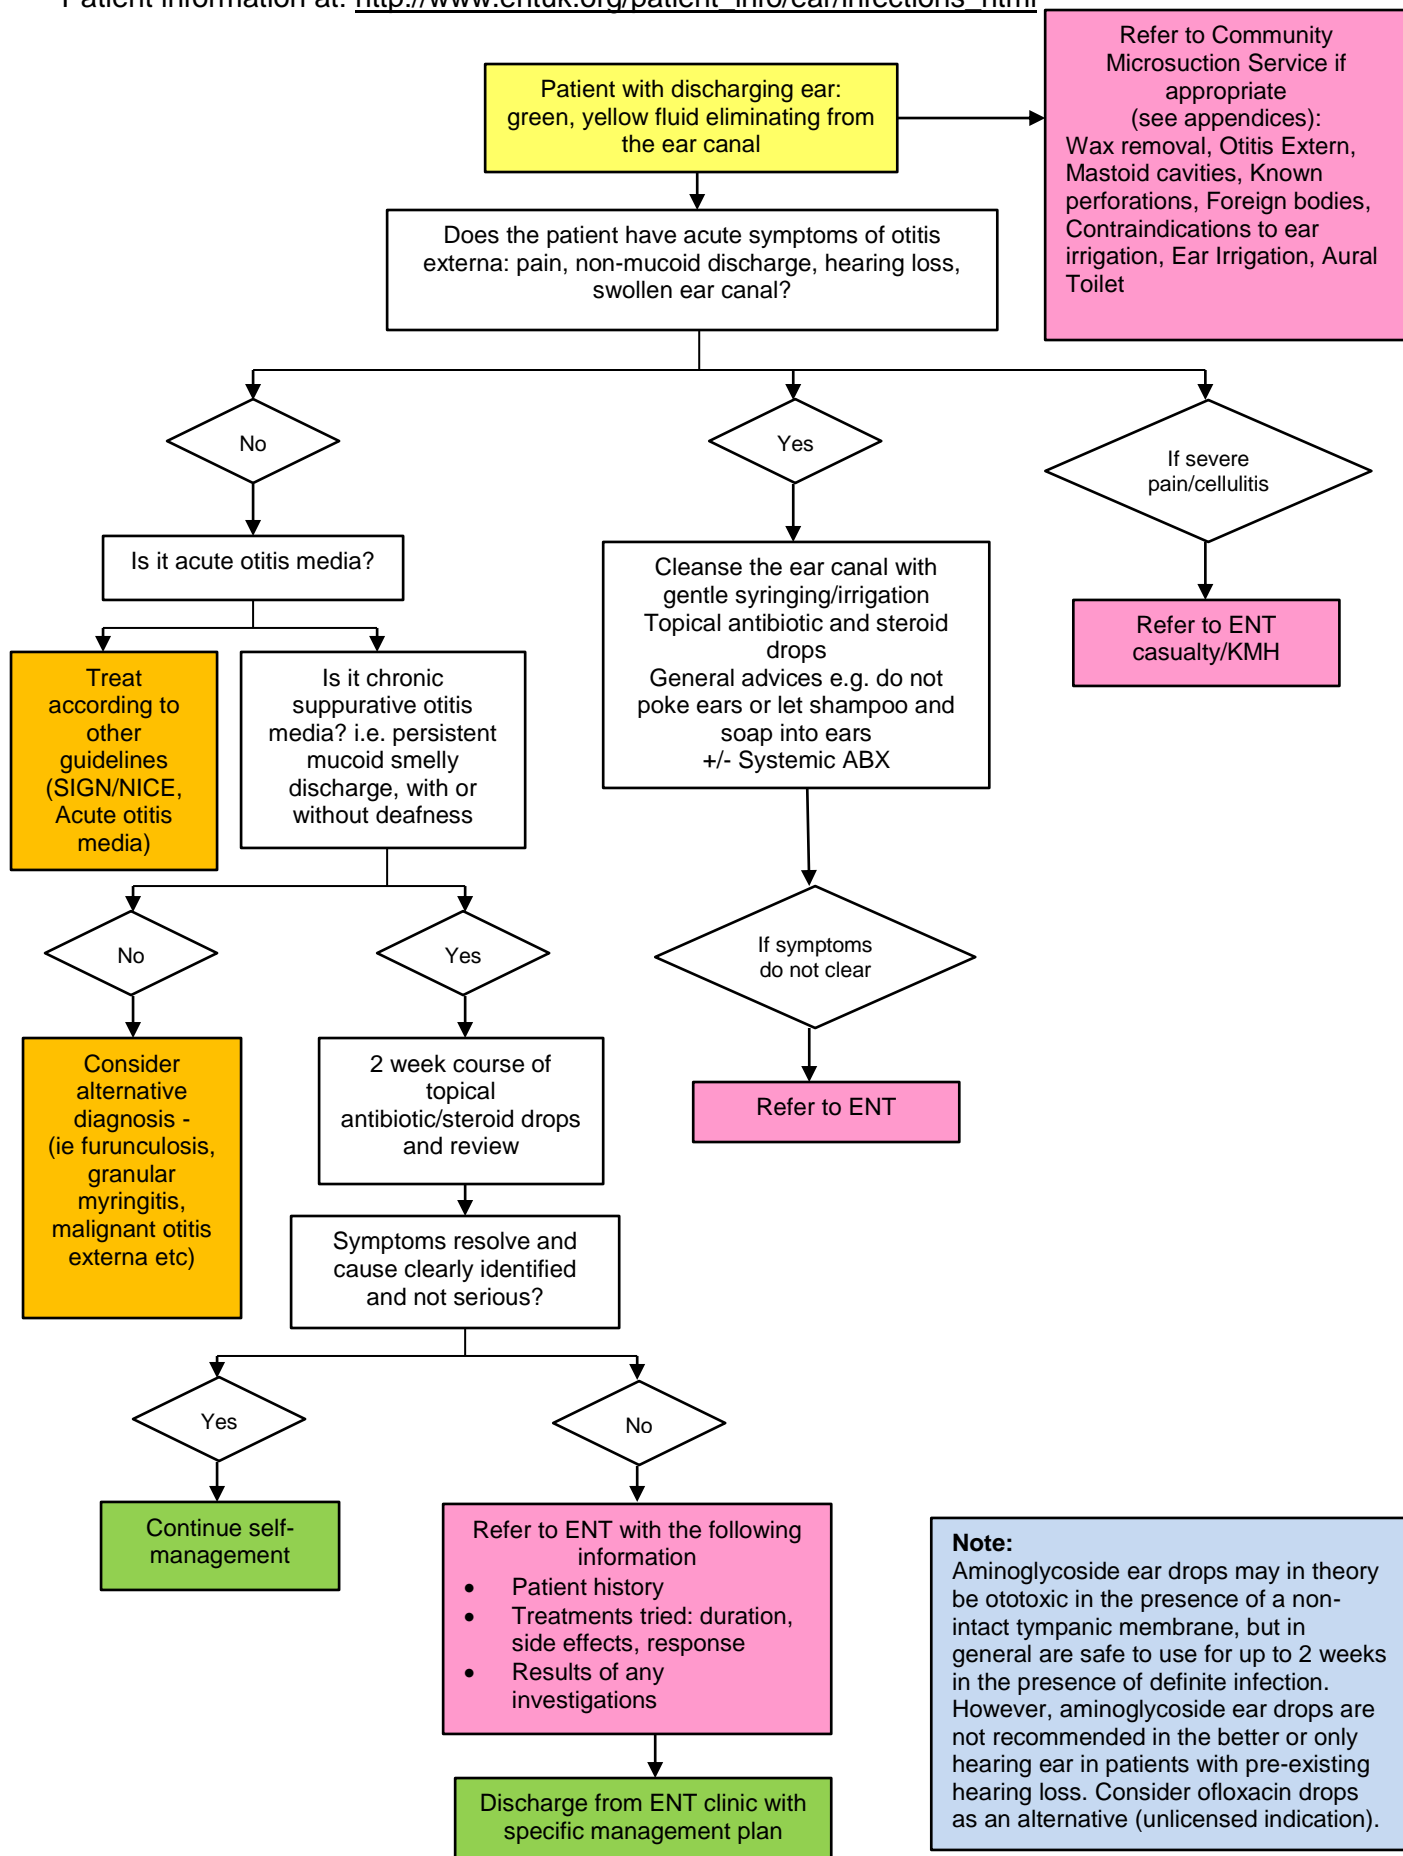 Patient information at: http://www.entuk.org/patient_info/ear/infections_html
Refer to Community
Microsuction Service if
appropriate
(see appendices):
Wax removal, Otitis Extern,
Mastoid cavities, Known
perforations, Foreign bodies,
Contraindications to ear
irrigation, Ear Irrigation, Aural
Toilet
Patient with discharging ear:
green, yellow fluid eliminating from
the ear canal
Does the patient have acute symptoms of otitis
externa: pain, non-mucoid discharge, hearing loss,
swollen ear canal?
No
Yes
If severe
pain/cellulitis
Is it acute otitis media?
Cleanse the ear canal with
gentle syringing/irrigation
Topical antibiotic and steroid
drops
General advices e.g. do not
poke ears or let shampoo and
soap into ears
+/- Systemic ABX
Refer to ENT
casualty/KMH
Treat
according to
other
guidelines
(SIGN/NICE,
Acute otitis
media)
Is it chronic
suppurative otitis
media? i.e. persistent
mucoid smelly
discharge, with or
without deafness
No
Yes
If symptoms
do not clear
Consider
alternative
diagnosis -
(ie furunculosis,
granular
myringitis,
malignant otitis
externa etc)
2 week course of
topical
antibiotic/steroid drops
and review
Refer to ENT
Symptoms resolve and
cause clearly identified
and not serious?
Yes
No
Continue self-
management
Refer to ENT with the following
information
• Patient history
• Treatments tried: duration,
side effects, response
• Results of any
investigations
Discharge from ENT clinic with
specific management plan
Note:
Aminoglycoside ear drops may in theory
be ototoxic in the presence of a non-
intact tympanic membrane, but in
general are safe to use for up to 2 weeks
in the presence of definite infection.
However, aminoglycoside ear drops are
not recommended in the better or only
hearing ear in patients with pre-existing
hearing loss. Consider ofloxacin drops
as an alternative (unlicensed indication).